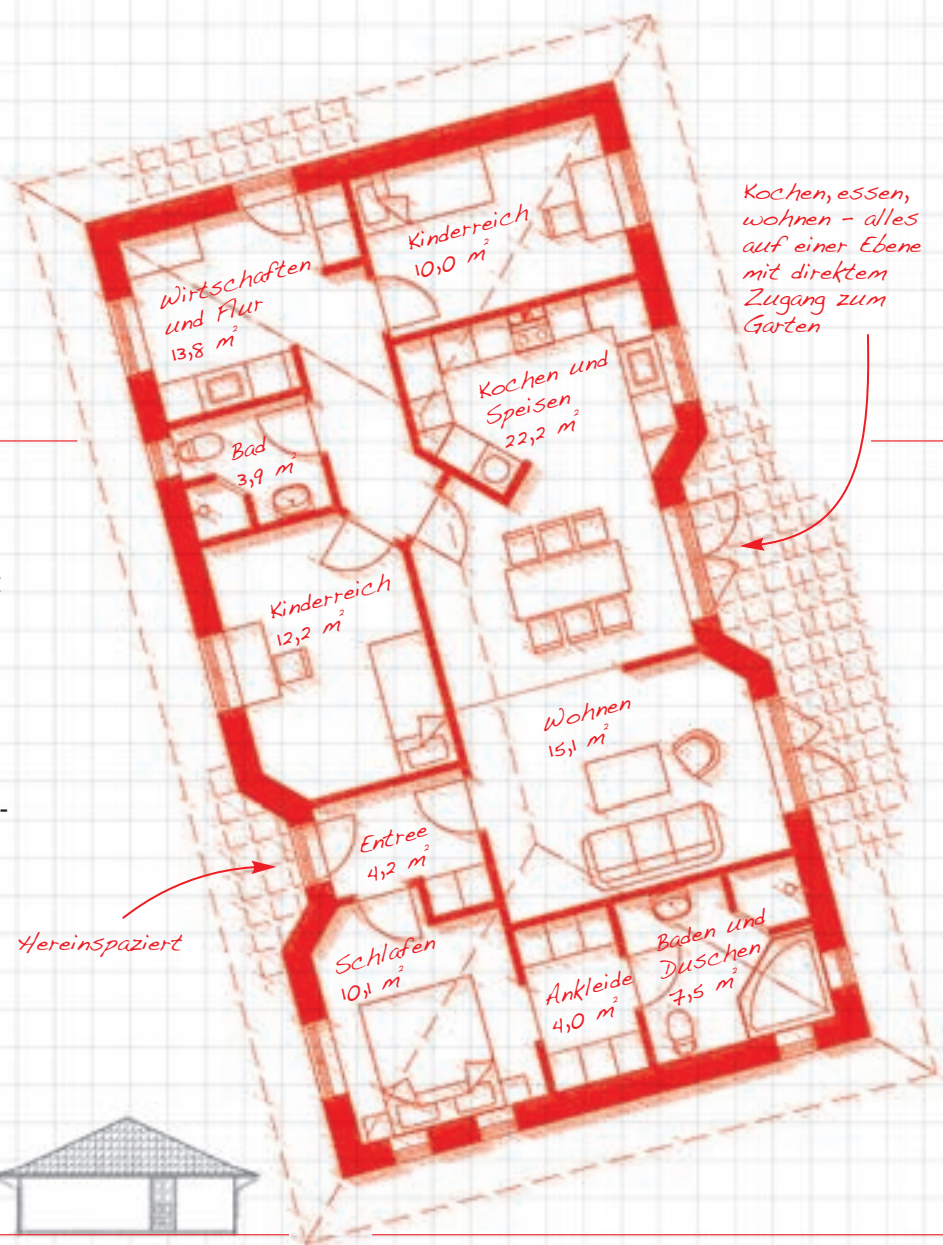 Kinderreich
10,0 m²
Kochen, essen,
wohnen – alles
auf einer Ebene
mit direktem
Zugang zum
Garten
Wirtschaften
und Flur
13,8 m²
Kochen und
Speisen
22,2 m²
Bad
3,9 m²
Kinderreich
12,2 m²
Wohnen
15,1 m²
Entree
4,2 m²
Hereinspaziert
Schlafen
10,1 m²
Ankleide
4,0 m²
Baden und
Duschen
7,5 m²
-